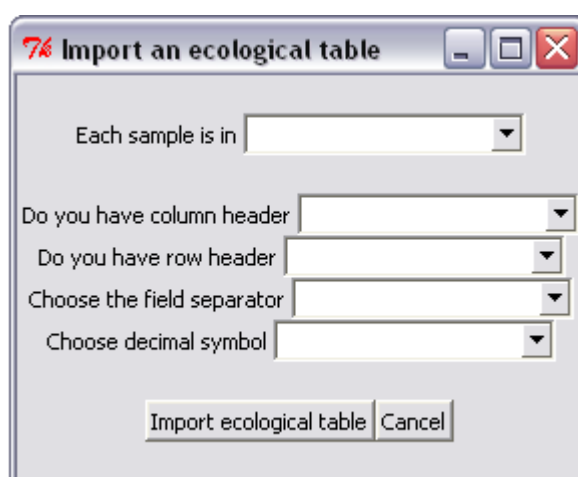 Import an ecological table
Each sample is in
Do you have column header
Do you have row header
Choose the field separator
Choose decimal symbol
Import ecological table Cancel